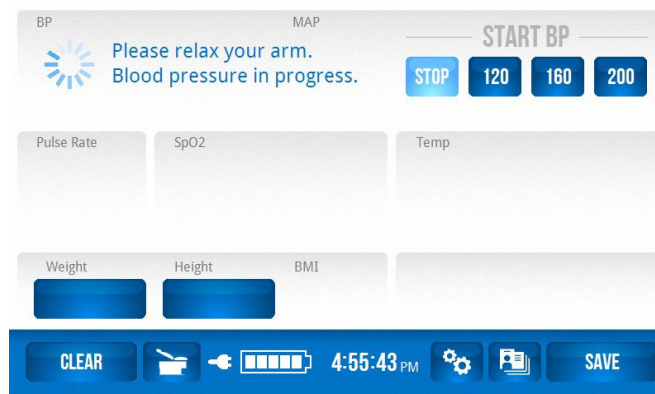 BP MAP START BP
Please relax your arm.
Blood pressure in progress.
STOP 120 160 200
Pulse Rate SpO2 Temp
Weight Height BMI
CLEAR 4:55:43 PM SAVE